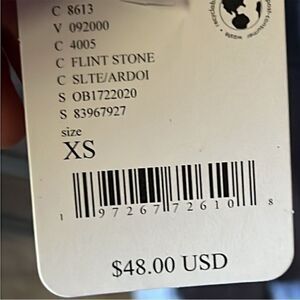 C 8613
V 092000
C 4005
C FLINT STONE
C SLTE/ARDOI
S OB1722020
S 83967927
size
XS
1 97267 72610 8
$48.00 USD